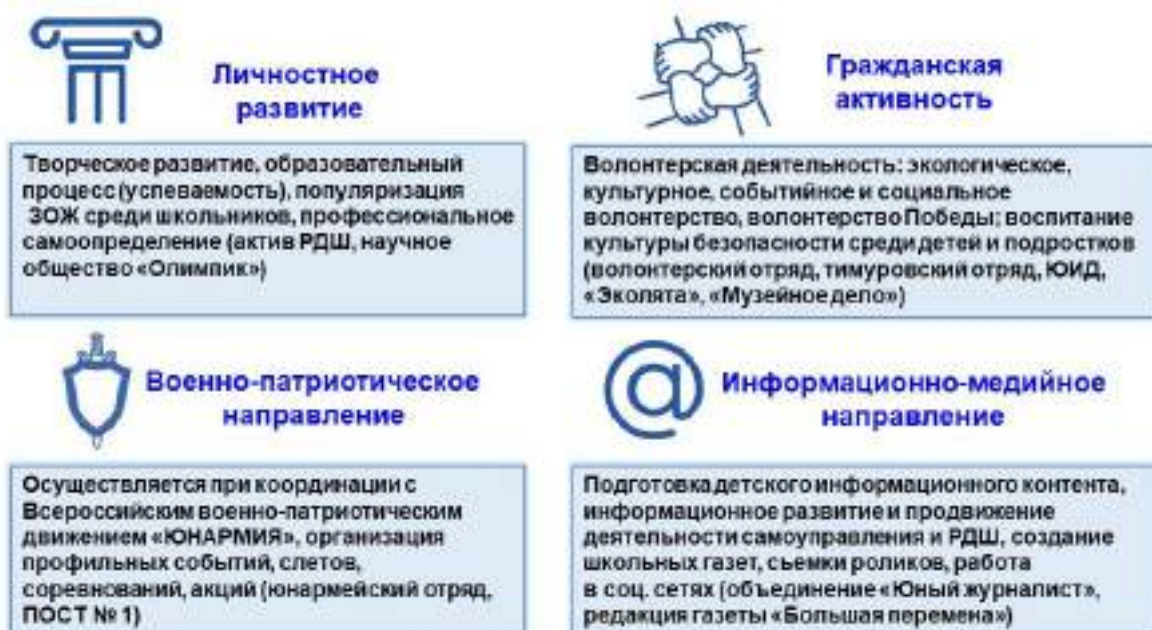 Личностное
развитие
Творческое развитие, образовательный
процесс (успеваемость), популяризация
ЗОЖ среди школьников, профессиональное
самоопределение (актив РДШ, научное
общество «Олимпик»)
Гражданская
активность
Волонтерская деятельность: экологическое,
культурное, событийное и социальное
волонтерство, волонтерство Победы; воспитание
культуры безопасности среди детей и подростков
(волонтерский отряд, тимуровский отряд, ЮИД,
«Эколята», «Музейное дело»)
Военно-патриотическое
направление
Осуществляется при координации с
Всероссийским военно-патриотическим
движением «ЮНАРМИЯ», организация
профильных событий, слетов,
соревнований, акций (юнармейский отряд,
ПОСТ № 1)
Информационно-медийное
направление
Подготовка детского информационного контента,
информационное развитие и продвижение
деятельности самоуправления и РДШ, создание
школьных газет, съемки роликов, работа
в соц. сетях (объединение «Юный журналист»,
редакция газеты «Большая перемена»)